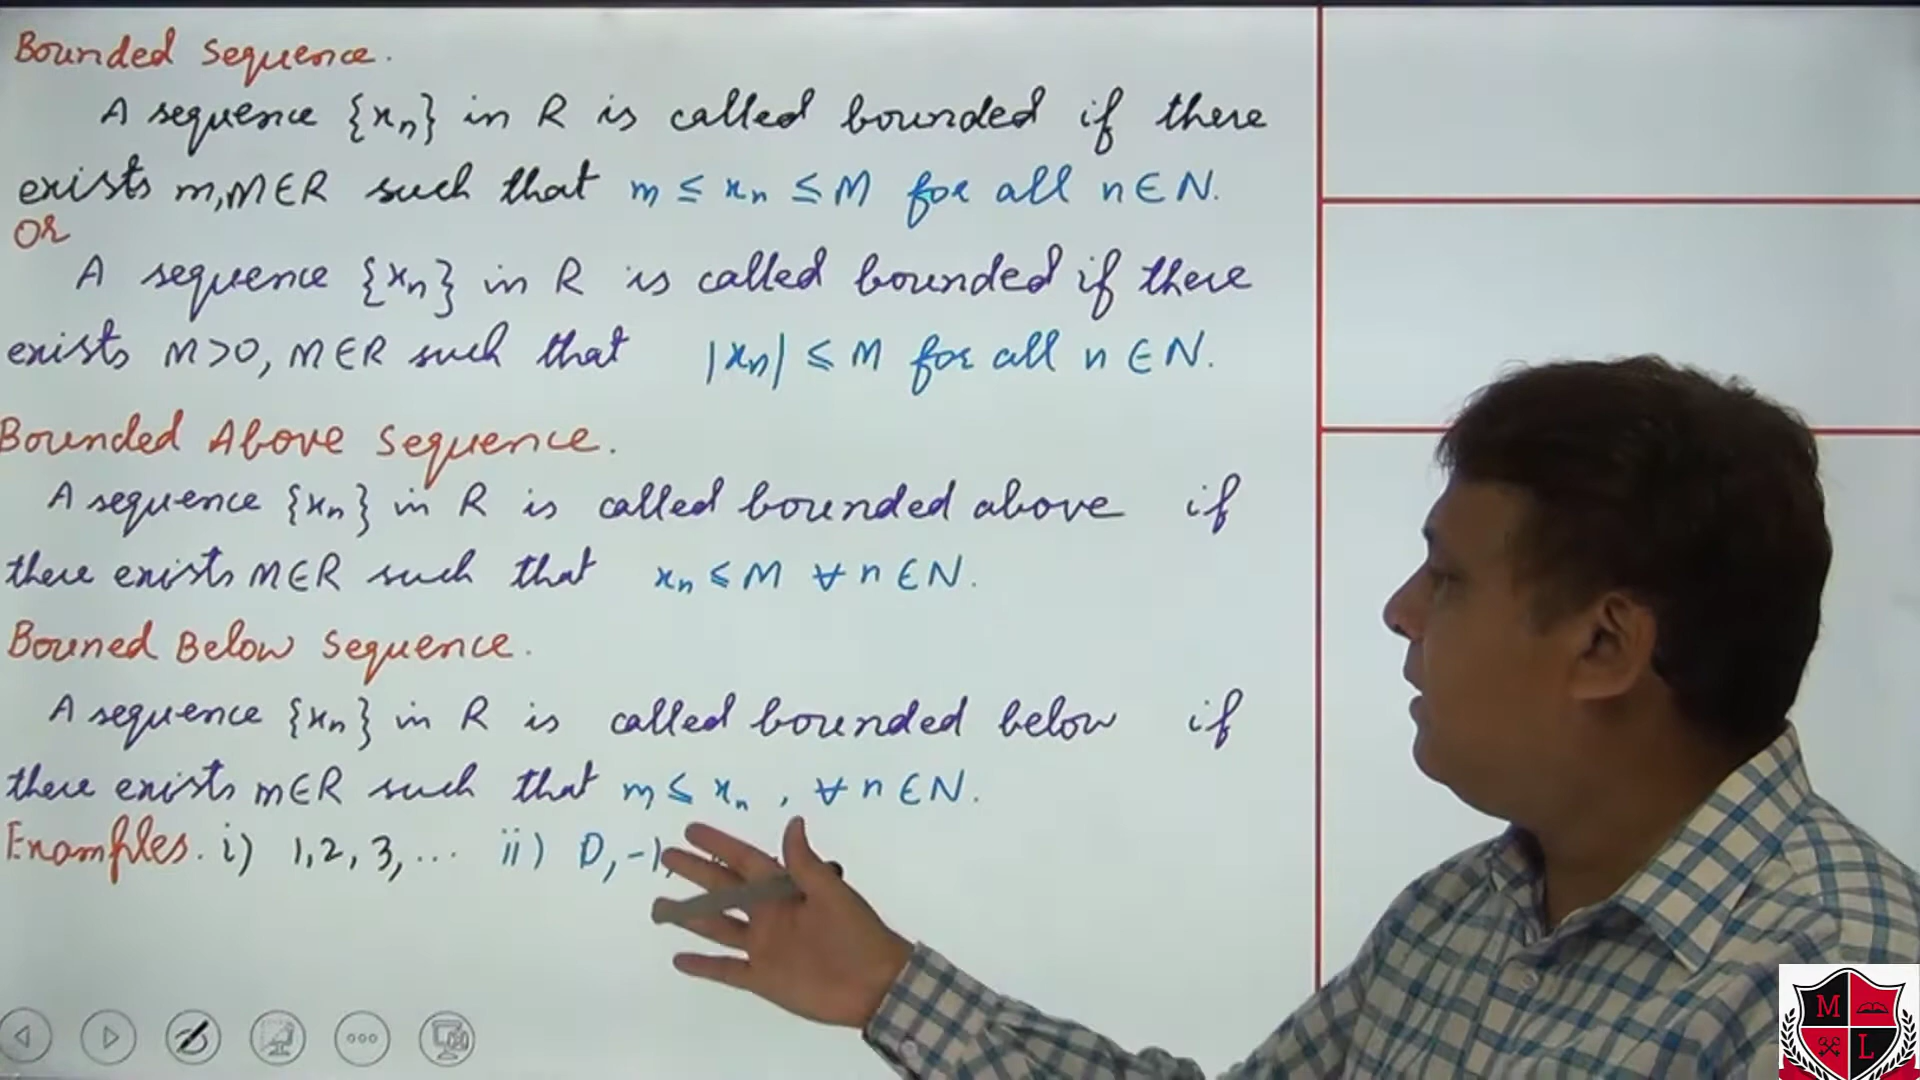 Bounded Sequence.
A sequence {xn} in R is called bounded if there
exists m,M∈R such that m ≤ xn ≤ M for all n∈N.
Or
A sequence {xn} in R is called bounded if there
exists M>0, M∈R such that |xn| ≤ M for all n∈N.
Bounded Above Sequence.
A sequence {xn} in R is called bounded above if
there exists M∈R such that xn ≤ M ∀ n∈N.
Bouned Below Sequence.
A sequence {xn} in R is called bounded below if
there exists m∈R such that m ≤ xn, ∀ n∈N.
Examples. i) 1,2,3,... ii) 0,-1,
M
L